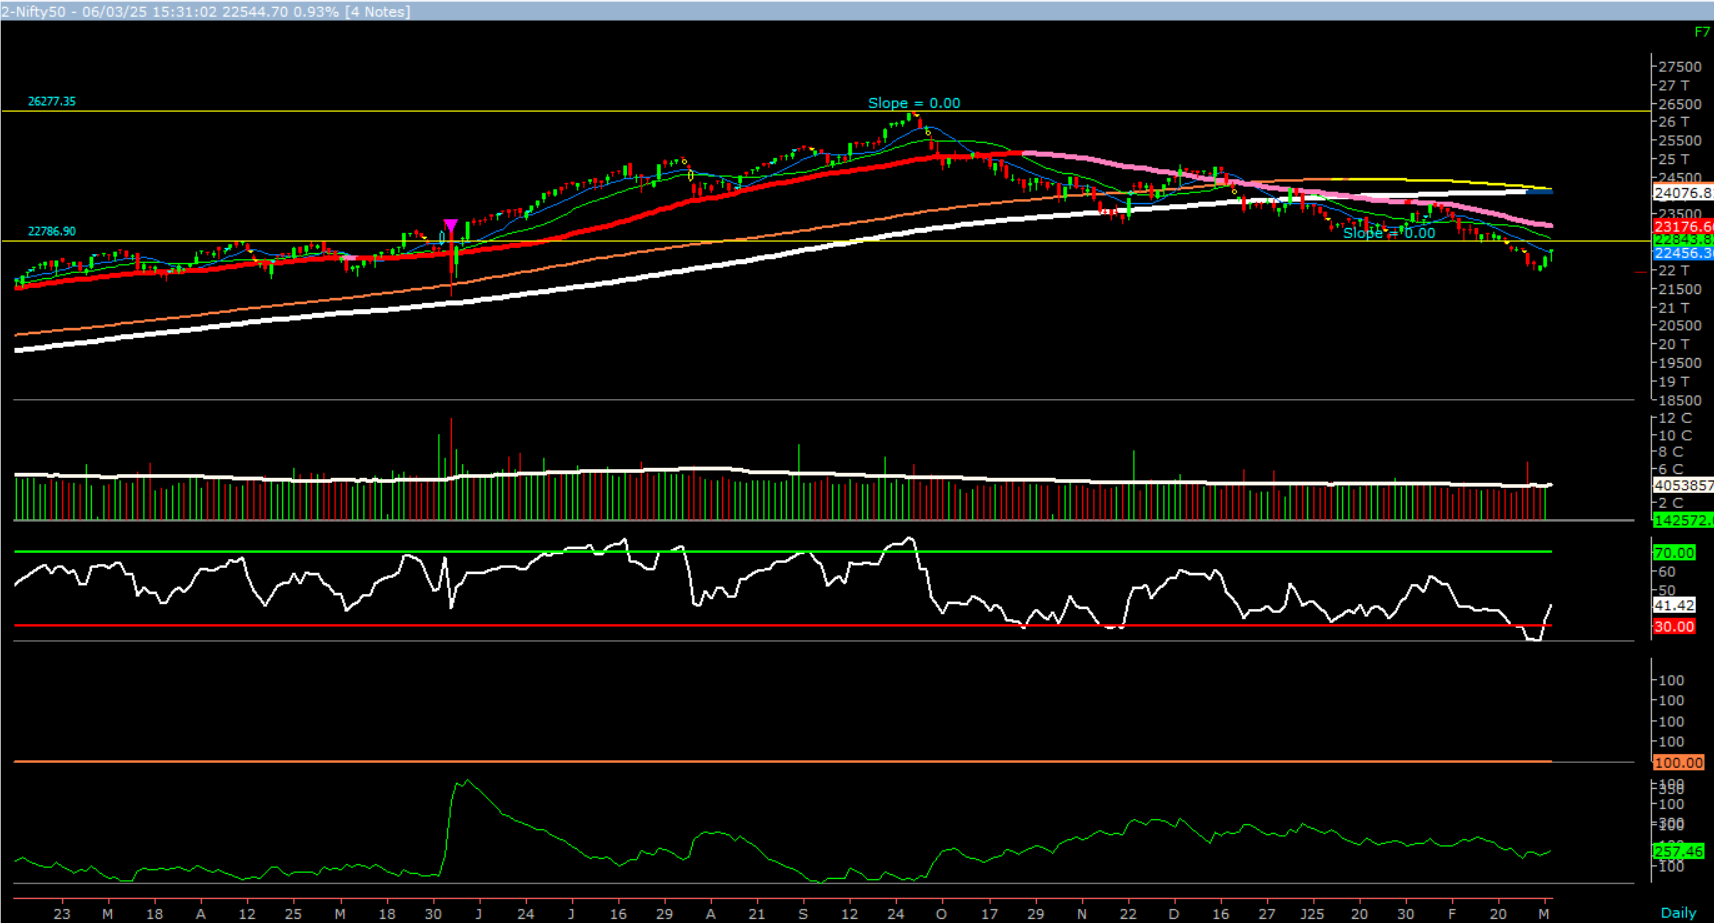 2-Nifty50 - 06/03/25 15:31:02 22544.70 0.93% [4 Notes]
F7
27500
27 T
26277.35
Slope = 0.00
26500
26 T
25500
25 T
24500
24076.8
23500
23176.6
22786.90
Slope = 0.00
22843.8
22456.3
22 T
21500
21 T
20500
20 T
19500
19 T
18500
12 C
10 C
8 C
6 C
4053857
2 C
142572.
70.00
60
50
41.42
30.00
100
100
100
100
100.00
100
257.46
100
23 M 18 A 12 25 M 18 30 J 24 J 16 29 A 21 S 12 24 O 17 29 N 22 D 16 27 J25 20 30 F 20 M
Daily